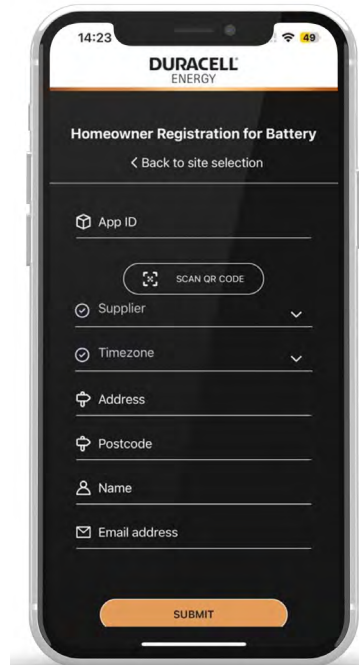 14:23
49
DURACELL
ENERGY
Homeowner Registration for Battery
Back to site selection
App ID
SCAN QR CODE
Supplier
Timezone
Address
Postcode
Name
Email address
SUBMIT